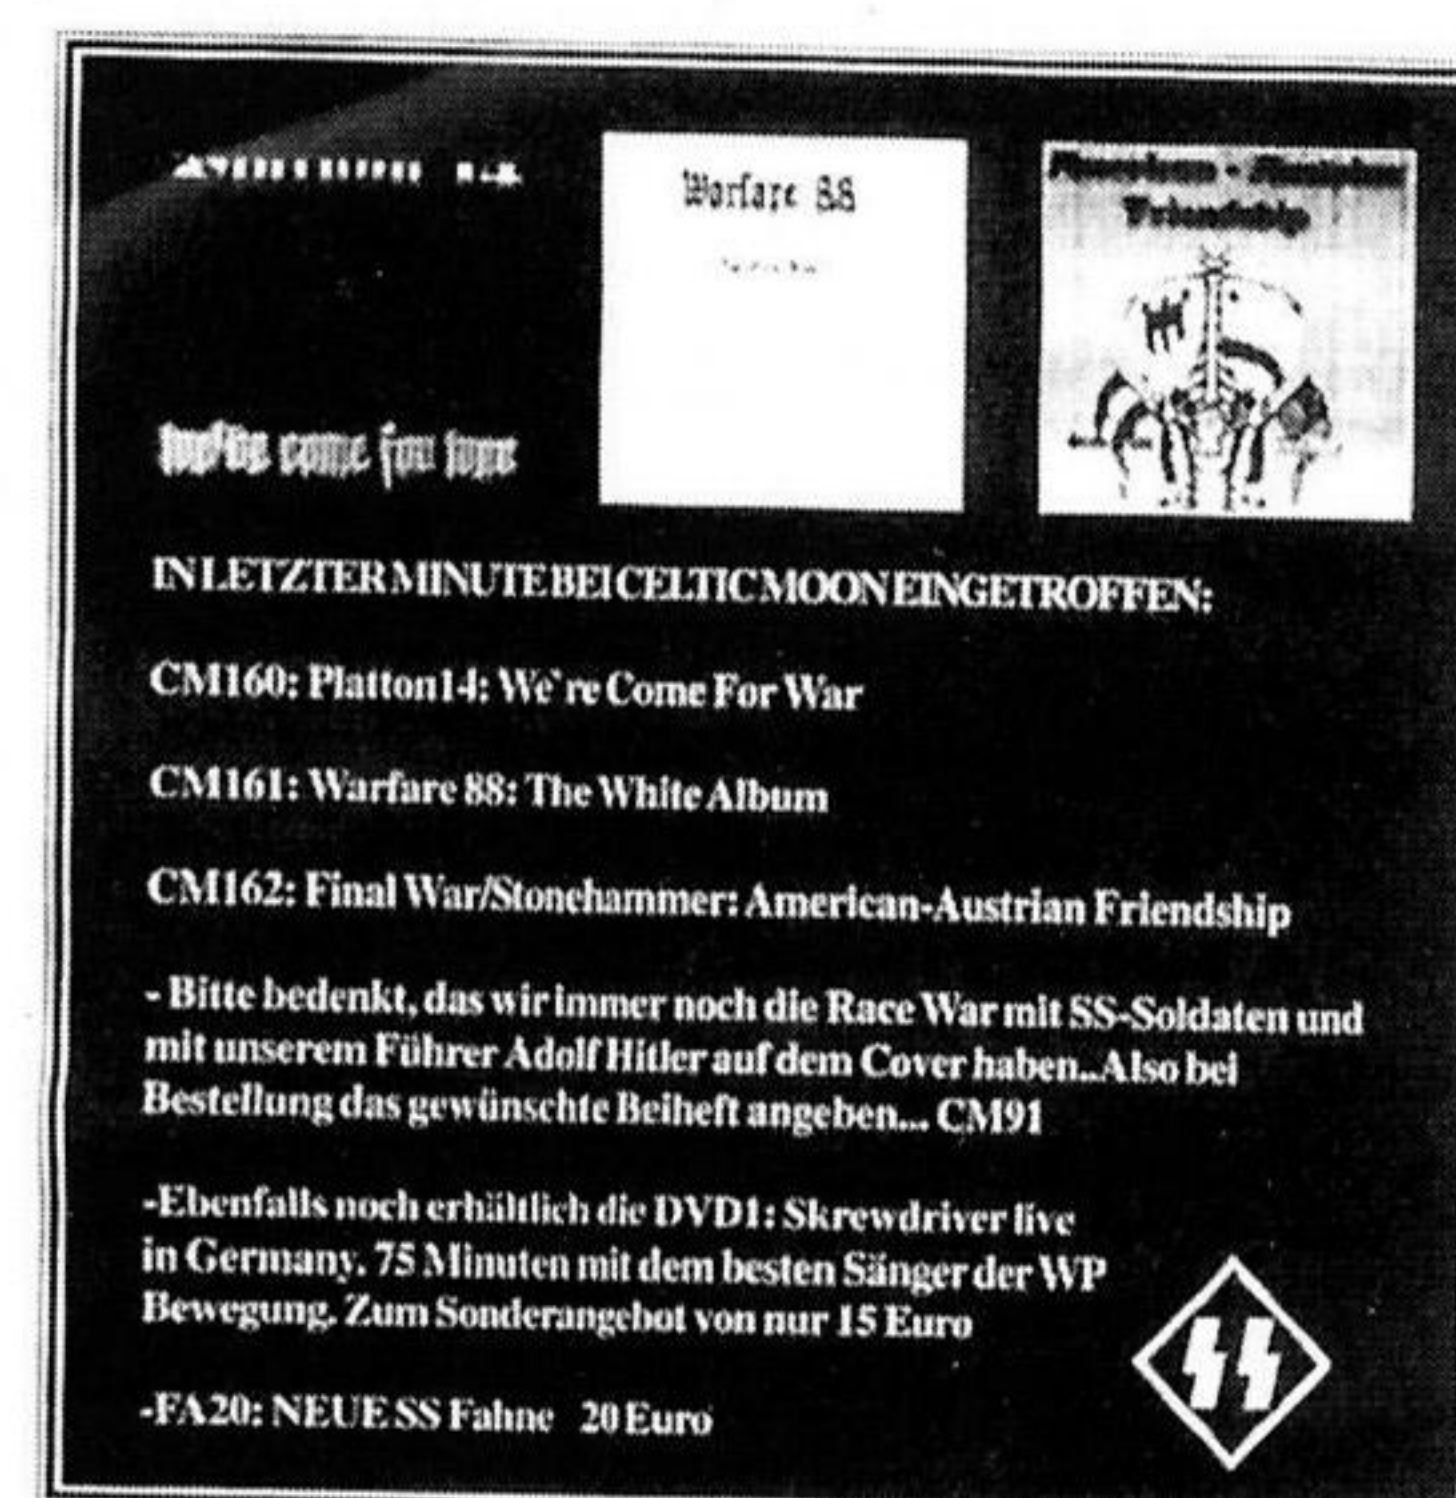 Warfare 88
Friendship
IN LETZTER MINUTE BEI CELTIC MOON EINGETROFFEN:
CM160: Platton14: We`re Come For War
CM161: Warfare 88: The White Album
CM162: Final War/Stonehammer: American-Austrian Friendship
- Bitte bedenkt, das wir immer noch die Race War mit SS-Soldaten und
mit unserem Führer Adolf Hitler auf dem Cover haben..Also bei
Bestellung das gewünschte Beiheft angeben... CM91
-Ebenfalls noch erhältlich die DVD1: Skrewdriver live
in Germany. 75 Minuten mit dem besten Sänger der WP
Bewegung. Zum Sonderangebot von nur 15 Euro
-FA20: NEUE SS Fahne 20 Euro